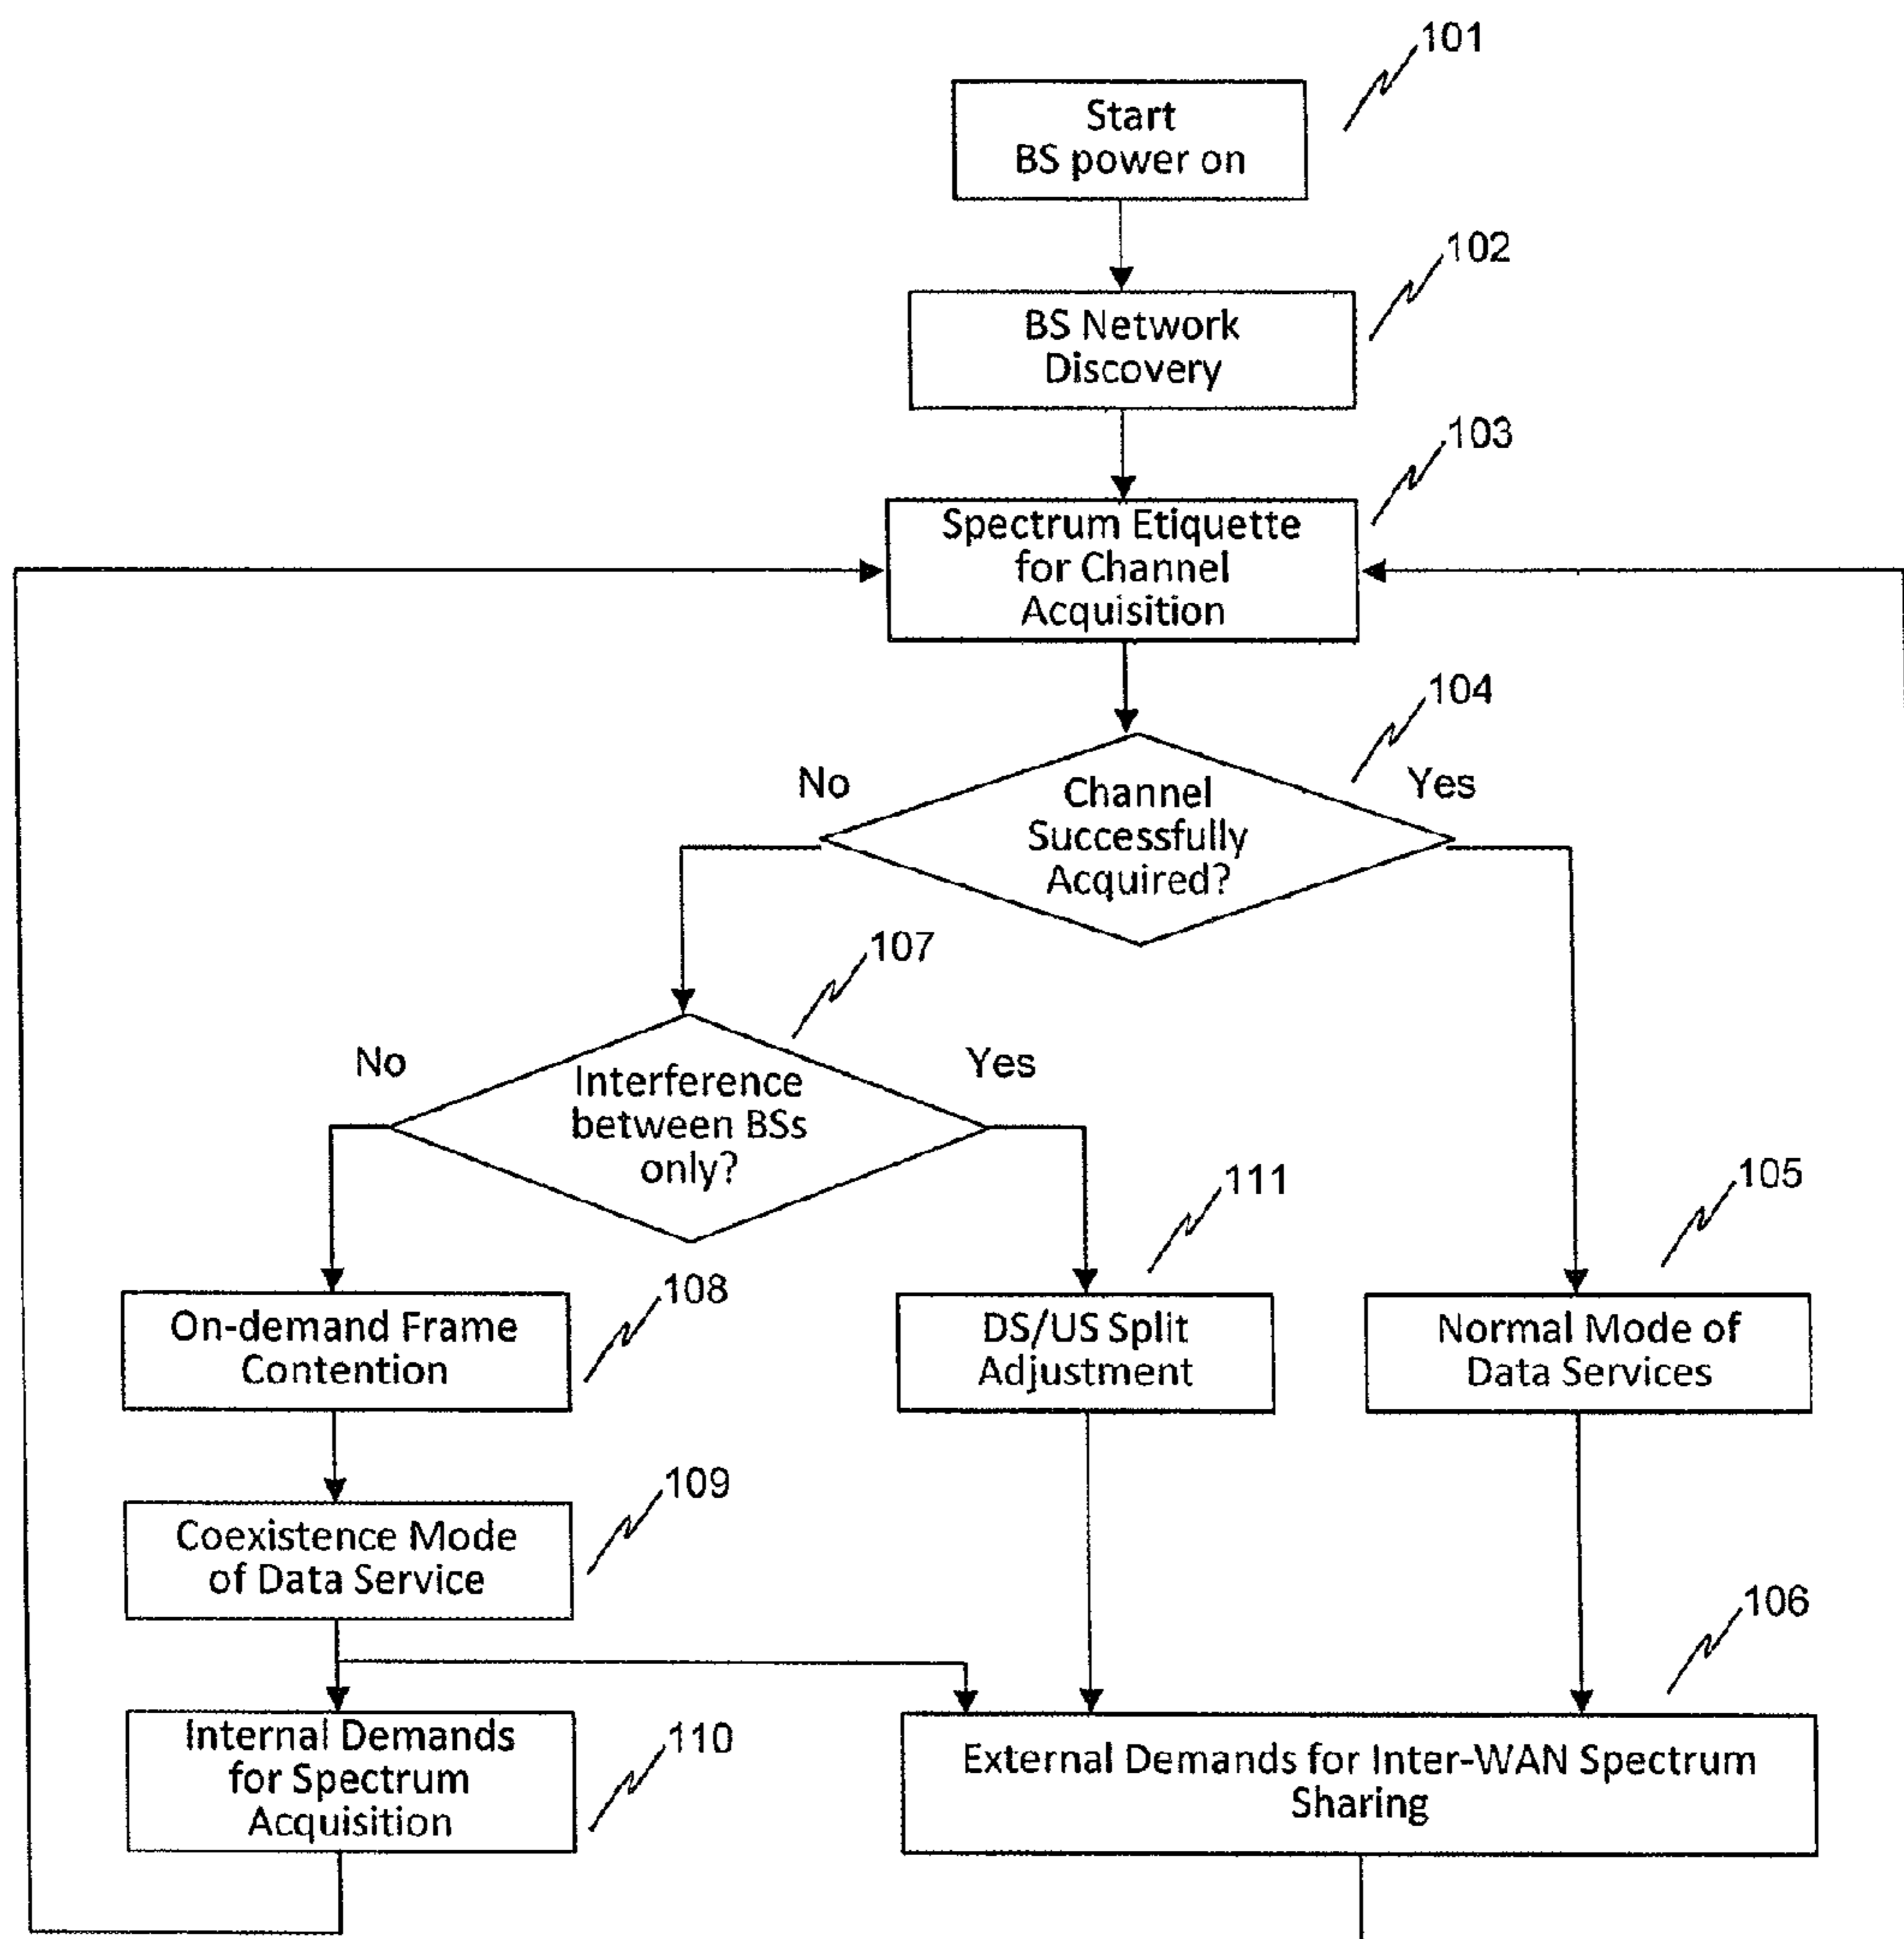 101
Start
BS power on
102
BS Network
Discovery
103
Spectrum Etiquette
for Channel
Acquisition
104
No
Yes
Channel
Successfully
Acquired?
107
No
Yes
Interference
between BSs
only?
111
105
108
On-demand Frame
Contention
DS/US Split
Adjustment
Normal Mode of
Data Services
109
Coexistence Mode
of Data Service
106
110
Internal Demands
for Spectrum
Acquisition
External Demands for Inter-WAN Spectrum
Sharing